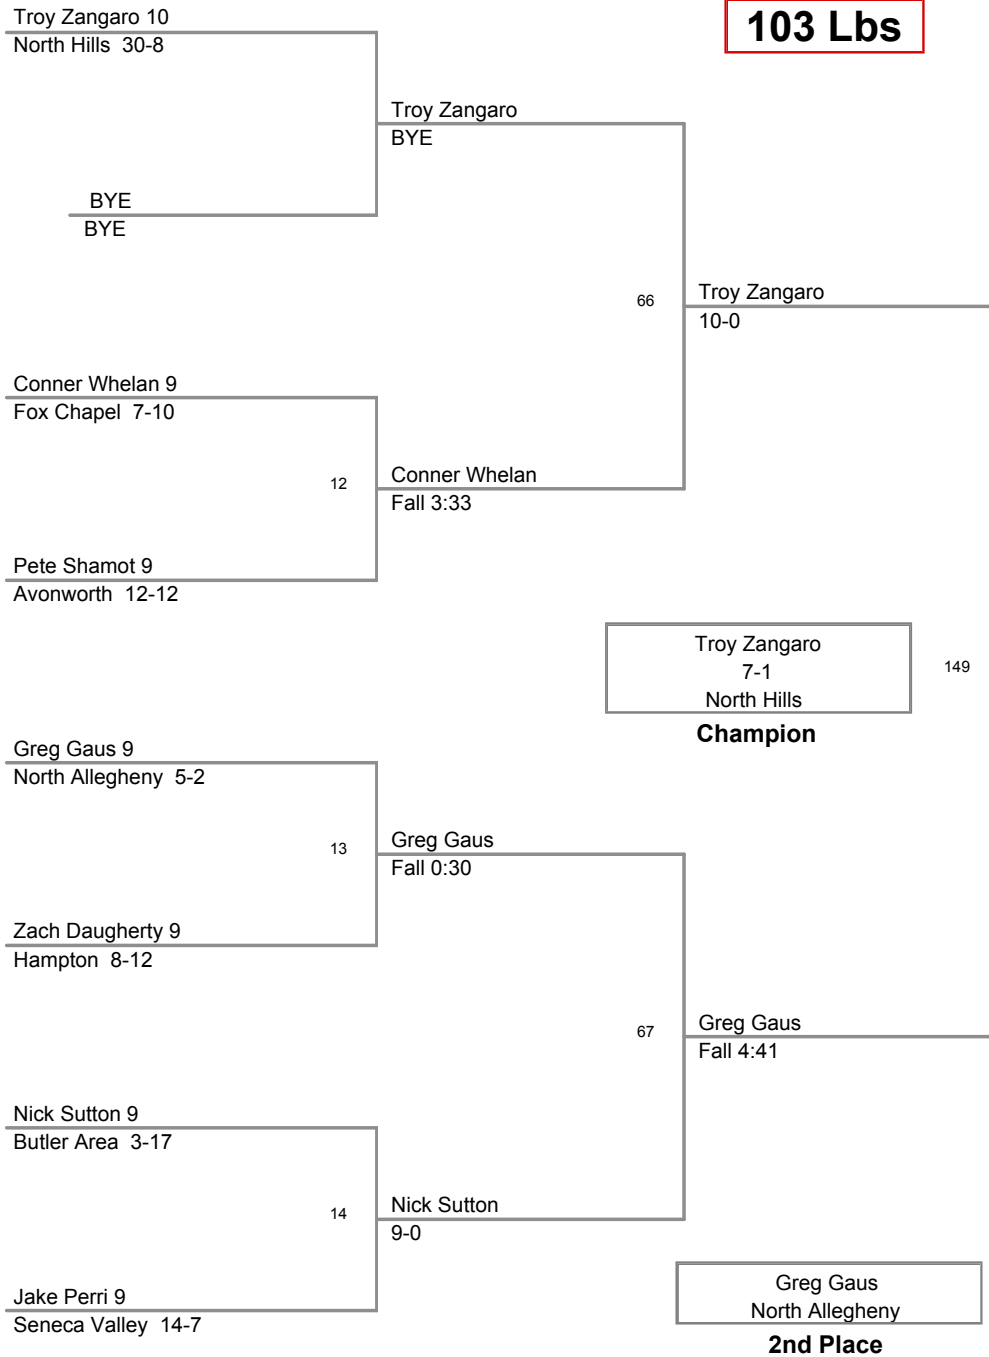 103 Lbs
Troy Zangaro 10
North Hills  30-8
Troy Zangaro
BYE
BYE
BYE
66
Troy Zangaro
10-0
Conner Whelan 9
Fox Chapel  7-10
12
Conner Whelan
Fall 3:33
Pete Shamot 9
Avonworth  12-12
Troy Zangaro
7-1
North Hills
149
Champion
Greg Gaus 9
North Allegheny  5-2
13
Greg Gaus
Fall 0:30
Zach Daugherty 9
Hampton  8-12
67
Greg Gaus
Fall 4:41
Nick Sutton 9
Butler Area  3-17
14
Nick Sutton
9-0
Jake Perri 9
Seneca Valley  14-7
Greg Gaus
North Allegheny
2nd Place